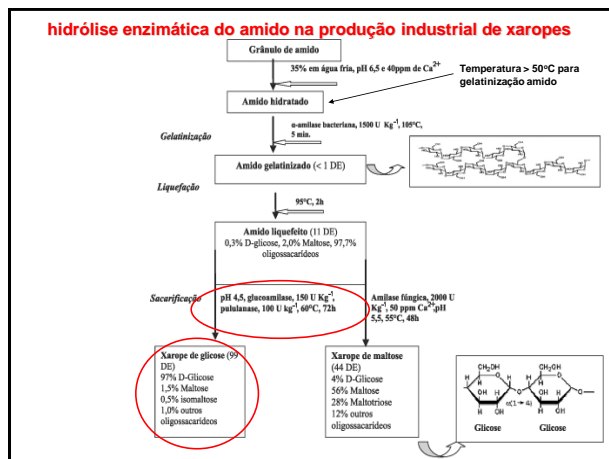 hidrólise enzimática do amido na produção industrial de xaropes
Grânulo de amido
35% em água fria, pH 6,5 e 40ppm de Ca²⁺
Temperatura > 50ºC para
gelatinização amido
Amido hidratado
α-amilase bacteriana, 1500 U Kg⁻¹, 105°C,
5 min.
Gelatinização
Amido gelatinizado (< 1 DE)
Liquefação
95°C, 2h
Amido liquefeito (11 DE)
0,3% D-glicose, 2,0% Maltose, 97,7%
oligossacarídeos
Sacarificação
pH 4,5, glucoamilase, 150 U Kg⁻¹,
pululanase, 100 U kg⁻¹, 60°C, 72h
Amilase fúngica, 2000 U
Kg⁻¹, 50 ppm Ca²⁺,pH
5,5, 55°C, 48h
Xarope de glicose (99
DE)
97% D-Glicose
1,5% Maltose
0,5% isomaltose
1,0% outros
oligossacarídeos
Xarope de maltose
(44 DE)
4% D-Glicose
56% Maltose
28% Maltotriose
12% outros
oligossacarídeos
CH₂OH CH₂OH
H O H H O H
H H
OH H OH H
α(1→4) O
H OH H OH
Glicose Glicose